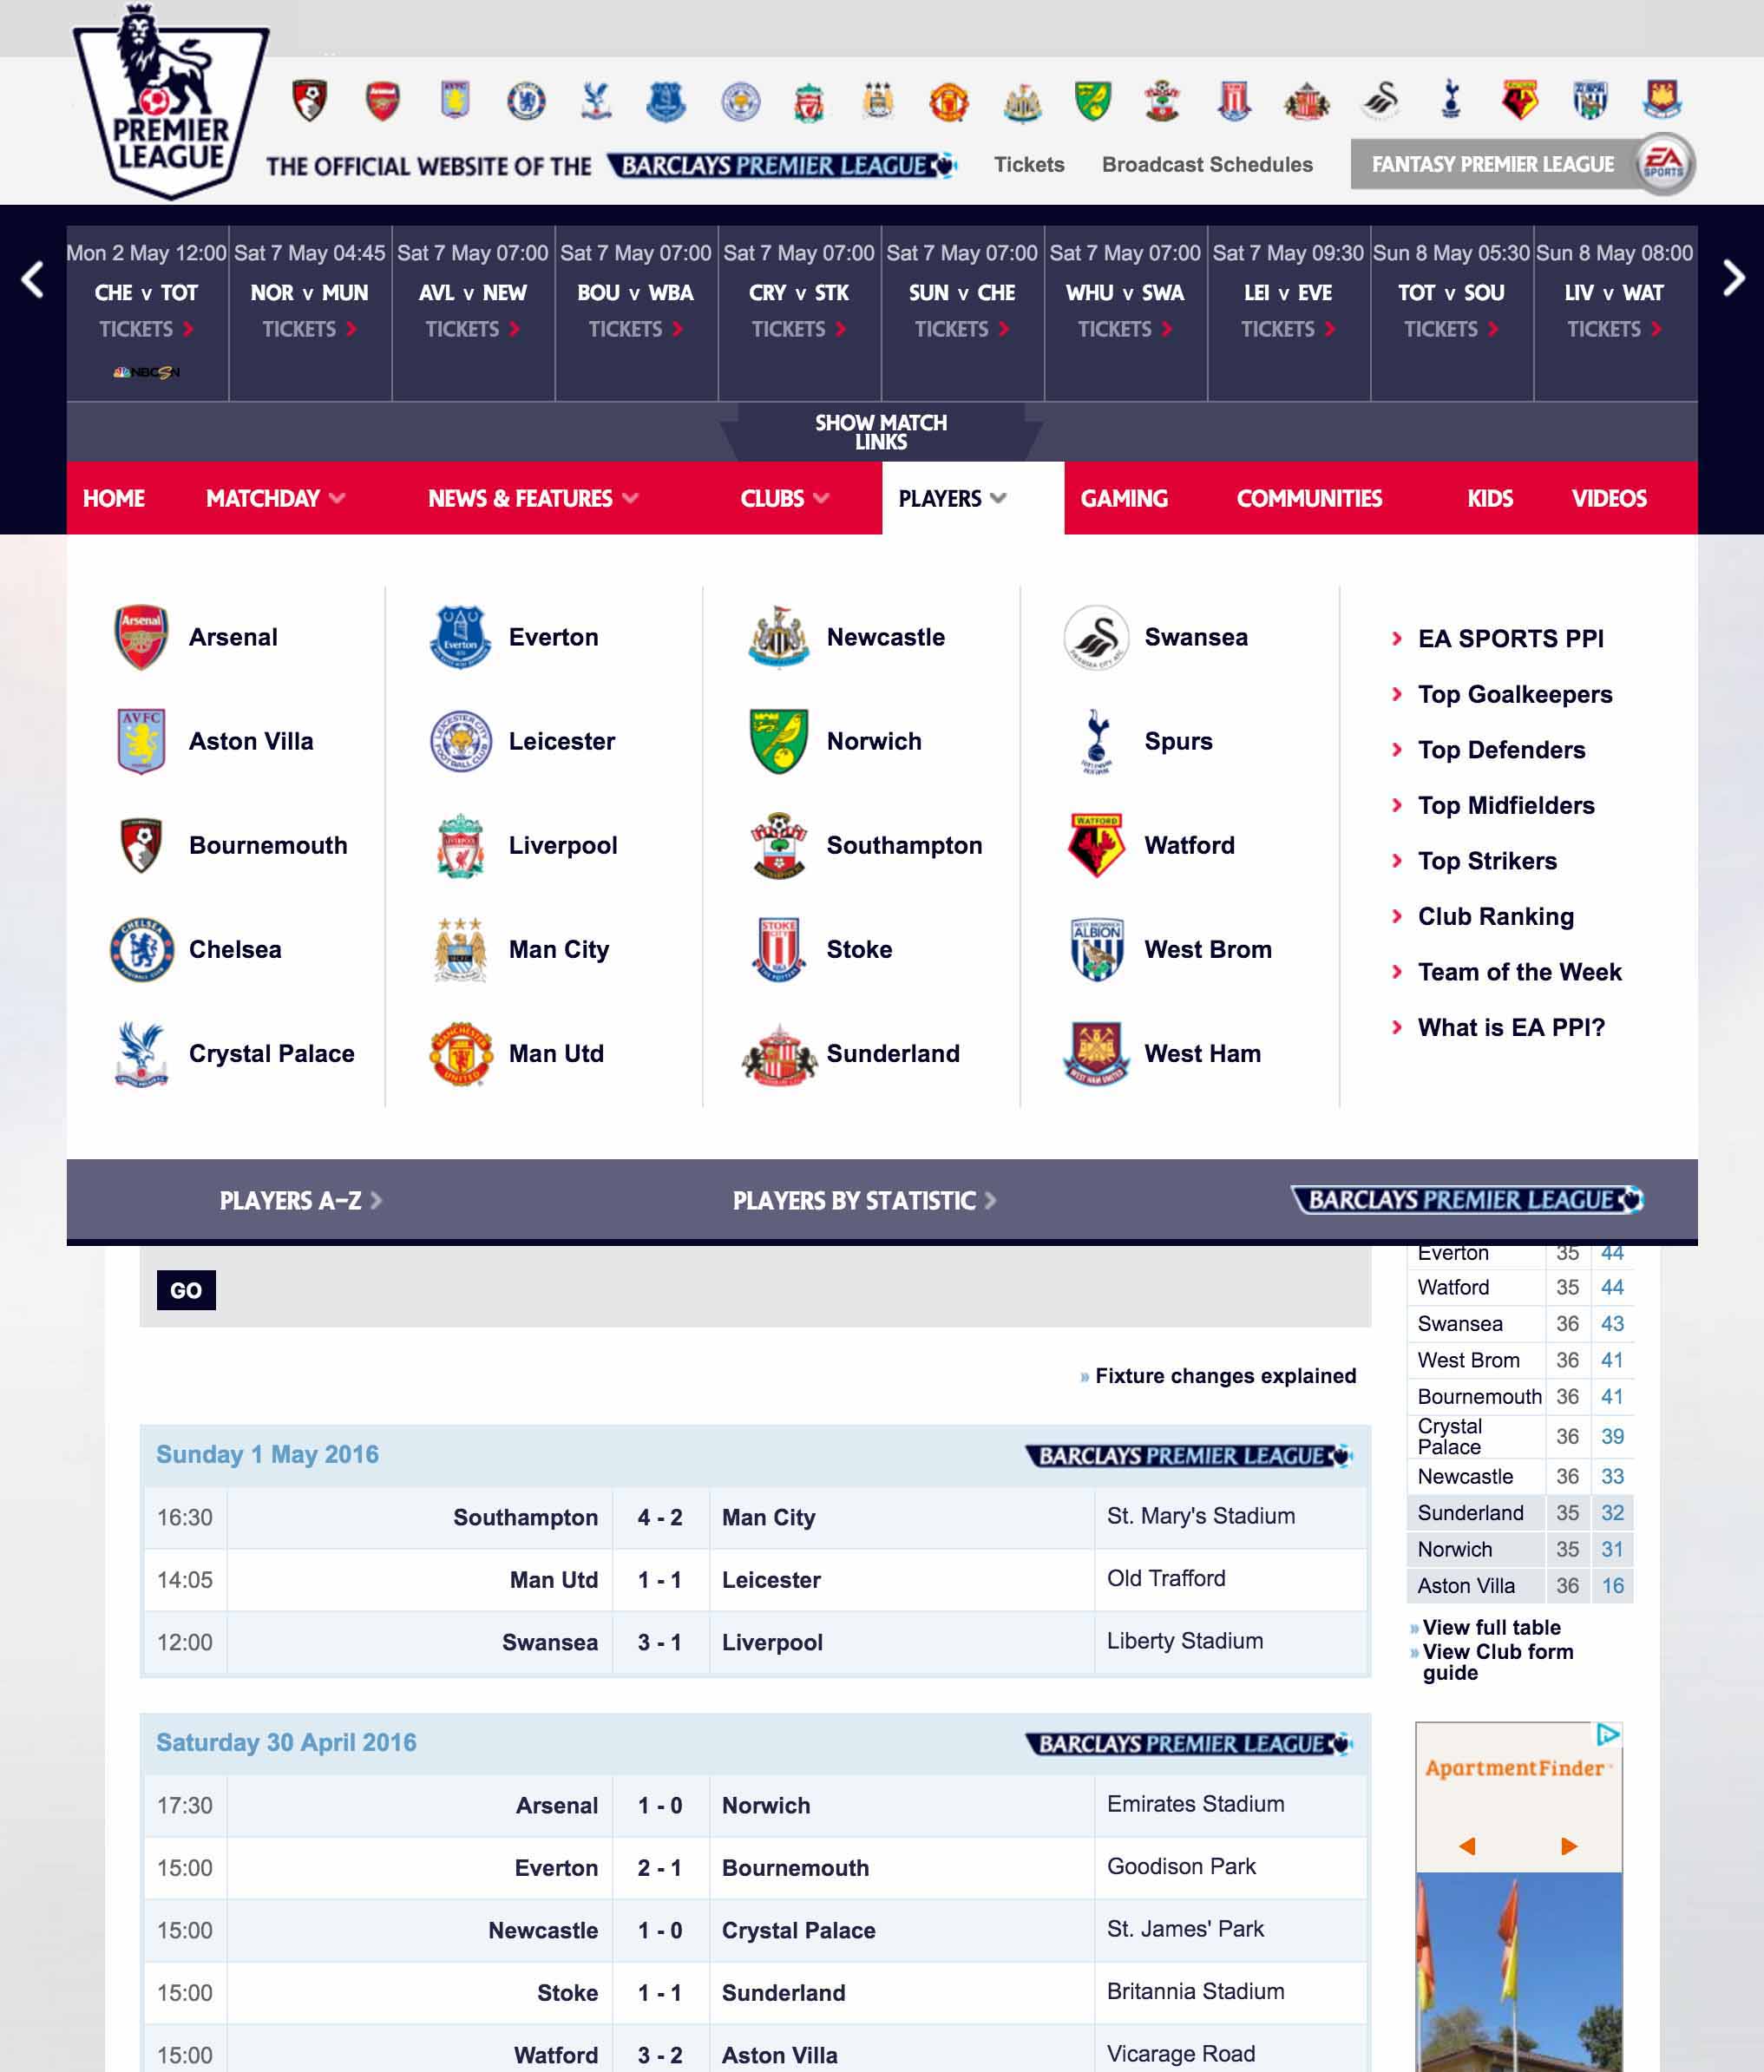 PREMIER
LEAGUE
THE OFFICIAL WEBSITE OF THE BARCLAYS PREMIER LEAGUE Tickets Broadcast Schedules FANTASY PREMIER LEAGUE EA SPORTS
Mon 2 May 12:00 Sat 7 May 04:45 Sat 7 May 07:00 Sat 7 May 07:00 Sat 7 May 07:00 Sat 7 May 07:00 Sat 7 May 07:00 Sat 7 May 09:30 Sun 8 May 05:30 Sun 8 May 08:00
CHE v TOT NOR v MUN AVL v NEW BOU v WBA CRY v STK SUN v CHE WHU v SWA LEI v EVE TOT v SOU LIV v WAT
TICKETS TICKETS TICKETS TICKETS TICKETS TICKETS TICKETS TICKETS TICKETS TICKETS
NBCSN
SHOW MATCH
LINKS
HOME MATCHDAY NEWS & FEATURES CLUBS PLAYERS GAMING COMMUNITIES KIDS VIDEOS
Arsenal
Aston Villa
Bournemouth
Chelsea
Crystal Palace
Everton
Leicester
Liverpool
Man City
Man Utd
Newcastle
Norwich
Southampton
Stoke
Sunderland
Swansea
Spurs
Watford
West Brom
West Ham
EA SPORTS PPI
Top Goalkeepers
Top Defenders
Top Midfielders
Top Strikers
Club Ranking
Team of the Week
What is EA PPI?
PLAYERS A–Z PLAYERS BY STATISTIC BARCLAYS PREMIER LEAGUE
GO
» Fixture changes explained
Sunday 1 May 2016 BARCLAYS PREMIER LEAGUE
16:30 Southampton 4 - 2 Man City St. Mary's Stadium
14:05 Man Utd 1 - 1 Leicester Old Trafford
12:00 Swansea 3 - 1 Liverpool Liberty Stadium
Saturday 30 April 2016 BARCLAYS PREMIER LEAGUE
17:30 Arsenal 1 - 0 Norwich Emirates Stadium
15:00 Everton 2 - 1 Bournemouth Goodison Park
15:00 Newcastle 1 - 0 Crystal Palace St. James' Park
15:00 Stoke 1 - 1 Sunderland Britannia Stadium
15:00 Watford 3 - 2 Aston Villa Vicarage Road
Everton 35 44
Watford 35 44
Swansea 36 43
West Brom 36 41
Bournemouth 36 41
Crystal
Palace 36 39
Newcastle 36 33
Sunderland 35 32
Norwich 35 31
Aston Villa 36 16
» View full table
» View Club form
guide
ApartmentFinder